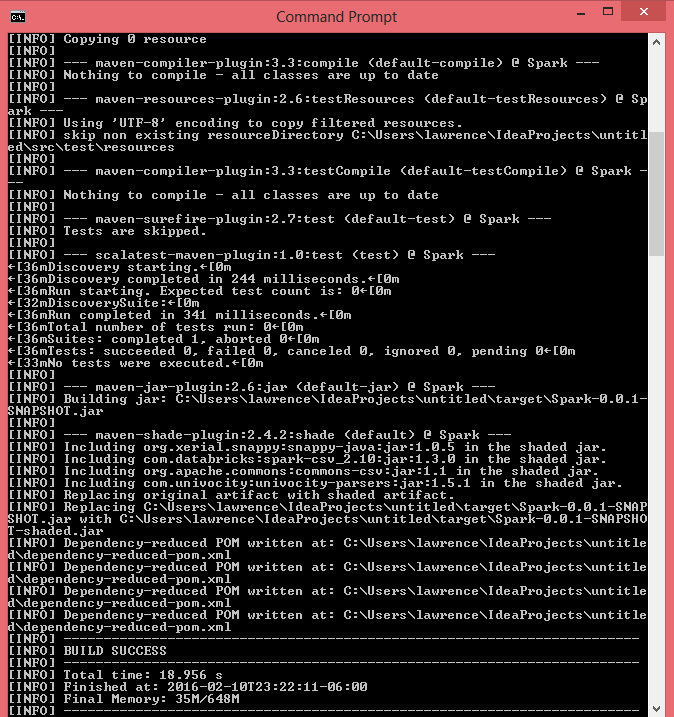 Command Prompt
[INFO] Copying 0 resource
[INFO]
[INFO] --- maven-compiler-plugin:3.3:compile (default-compile) @ Spark ---
[INFO] Nothing to compile - all classes are up to date
[INFO]
[INFO] --- maven-resources-plugin:2.6:testResources (default-testResources) @ Sp
ark ---
[INFO] Using 'UTF-8' encoding to copy filtered resources.
[INFO] skip non existing resourceDirectory C:\Users\lawrence\IdeaProjects\untitl
ed\src\test\resources
[INFO]
[INFO] --- maven-compiler-plugin:3.3:testCompile (default-testCompile) @ Spark -
--
[INFO] Nothing to compile - all classes are up to date
[INFO]
[INFO] --- maven-surefire-plugin:2.7:test (default-test) @ Spark ---
[INFO] Tests are skipped.
[INFO]
[INFO] --- scalatest-maven-plugin:1.0:test (test) @ Spark ---
←[36mDiscovery starting.←[0m
←[36mDiscovery completed in 244 milliseconds.←[0m
←[36mRun starting. Expected test count is: 0←[0m
←[32mDiscoverySuite:←[0m
←[36mRun completed in 341 milliseconds.←[0m
←[36mTotal number of tests run: 0←[0m
←[36mSuites: completed 1, aborted 0←[0m
←[36mTests: succeeded 0, failed 0, canceled 0, ignored 0, pending 0←[0m
←[33mNo tests were executed.←[0m
[INFO]
[INFO] --- maven-jar-plugin:2.6:jar (default-jar) @ Spark ---
[INFO] Building jar: C:\Users\lawrence\IdeaProjects\untitled\target\Spark-0.0.1-
SNAPSHOT.jar
[INFO]
[INFO] --- maven-shade-plugin:2.4.2:shade (default) @ Spark ---
[INFO] Including org.xerial.snappy:snappy-java:jar:1.0.5 in the shaded jar.
[INFO] Including com.databricks:spark-csv_2.10:jar:1.3.0 in the shaded jar.
[INFO] Including org.apache.commons:commons-csv:jar:1.1 in the shaded jar.
[INFO] Including com.univocity:univocity-parsers:jar:1.5.1 in the shaded jar.
[INFO] Replacing original artifact with shaded artifact.
[INFO] Replacing C:\Users\lawrence\IdeaProjects\untitled\target\Spark-0.0.1-SNAP
SHOT.jar with C:\Users\lawrence\IdeaProjects\untitled\target\Spark-0.0.1-SNAPSHO
T-shaded.jar
[INFO] Dependency-reduced POM written at: C:\Users\lawrence\IdeaProjects\untitle
d\dependency-reduced-pom.xml
[INFO] Dependency-reduced POM written at: C:\Users\lawrence\IdeaProjects\untitle
d\dependency-reduced-pom.xml
[INFO] Dependency-reduced POM written at: C:\Users\lawrence\IdeaProjects\untitle
d\dependency-reduced-pom.xml
[INFO] Dependency-reduced POM written at: C:\Users\lawrence\IdeaProjects\untitle
d\dependency-reduced-pom.xml
[INFO] ------------------------------------------------------------------------
[INFO] BUILD SUCCESS
[INFO] ------------------------------------------------------------------------
[INFO] Total time: 18.956 s
[INFO] Finished at: 2016-02-10T23:22:11-06:00
[INFO] Final Memory: 35M/648M
[INFO] ------------------------------------------------------------------------